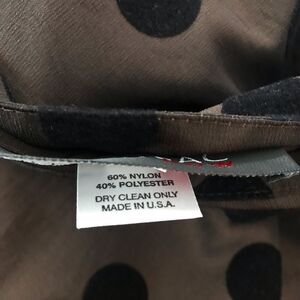 60% NYLON
40% POLYESTER
DRY CLEAN ONLY
MADE IN U.S.A.